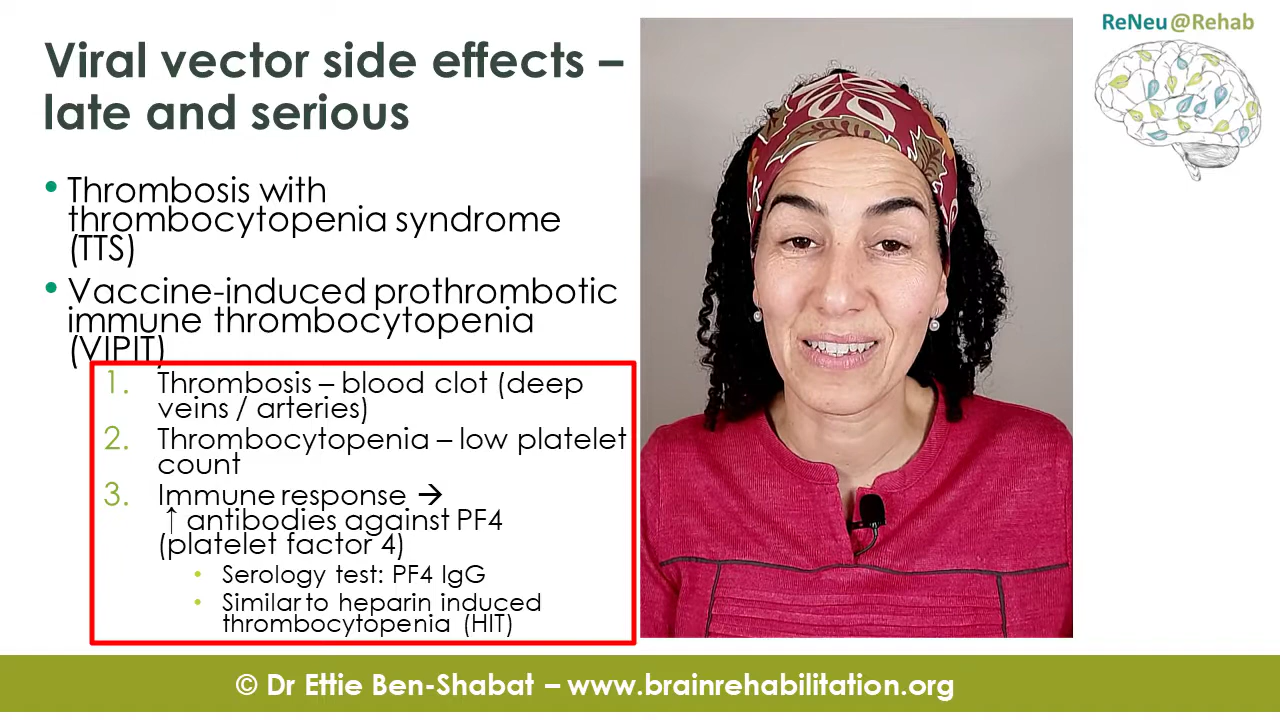 Viral vector side effects –
late and serious
• Thrombosis with
thrombocytopenia syndrome
(TTS)
• Vaccine-induced prothrombotic
immune thrombocytopenia
(VIPIT)
1. Thrombosis – blood clot (deep
veins / arteries)
2. Thrombocytopenia – low platelet
count
3. Immune response →
↑ antibodies against PF4
(platelet factor 4)
• Serology test: PF4 IgG
• Similar to heparin induced
thrombocytopenia (HIT)
ReNeu@Rehab
© Dr Ettie Ben-Shabat – www.brainrehabilitation.org